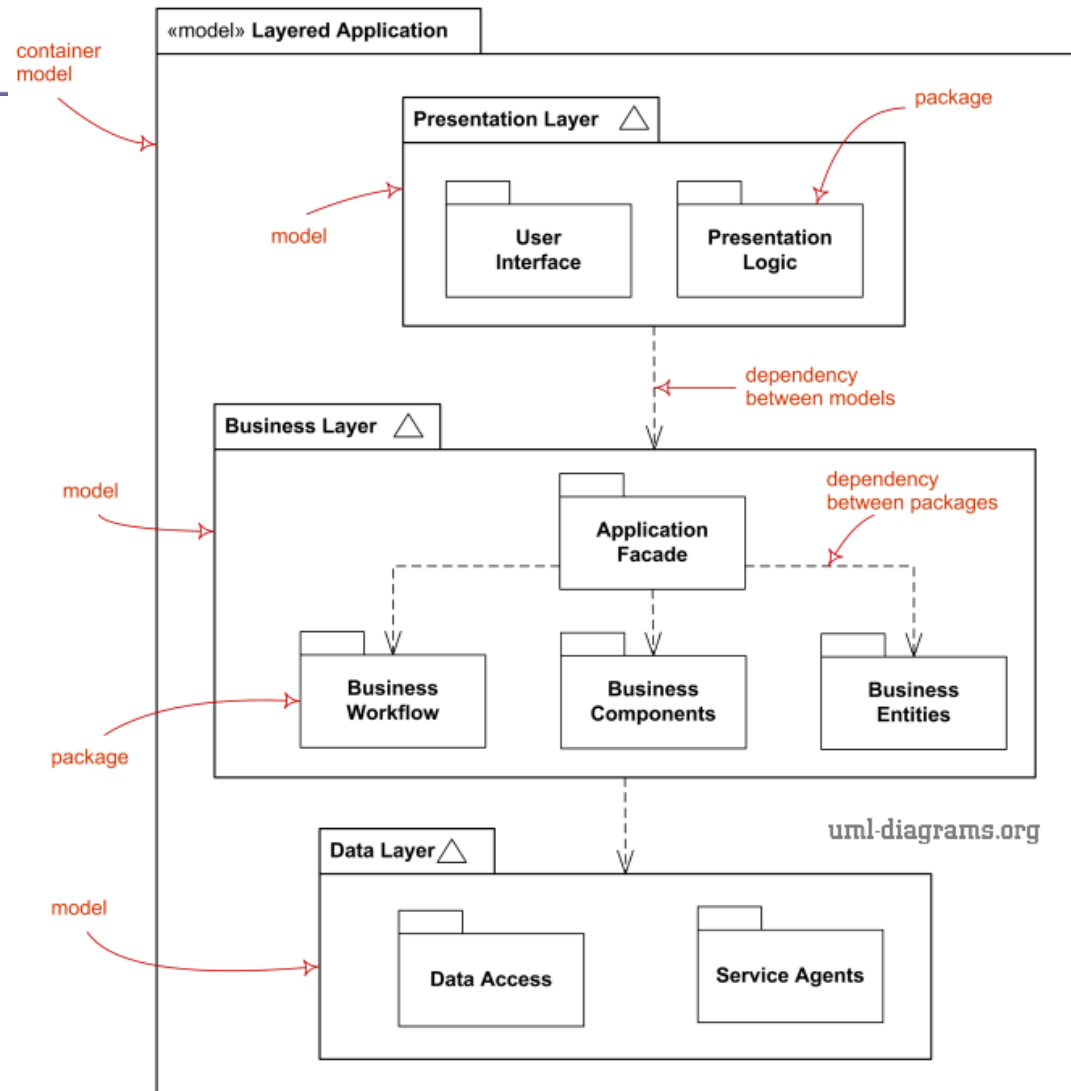 «model» Layered Application
container
model
Presentation Layer
package
model
User
Interface
Presentation
Logic
dependency
between models
Business Layer
model
dependency
between packages
Application
Facade
Business
Workflow
Business
Components
Business
Entities
package
uml-diagrams.org
Data Layer
model
Data Access
Service Agents